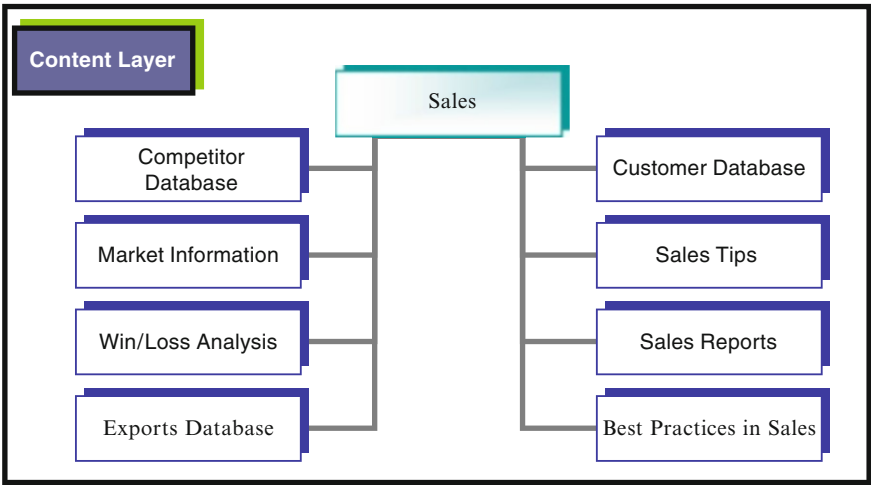 Content Layer
Sales
Competitor
Database
Customer Database
Market Information
Sales Tips
Win/Loss Analysis
Sales Reports
Exports Database
Best Practices in Sales